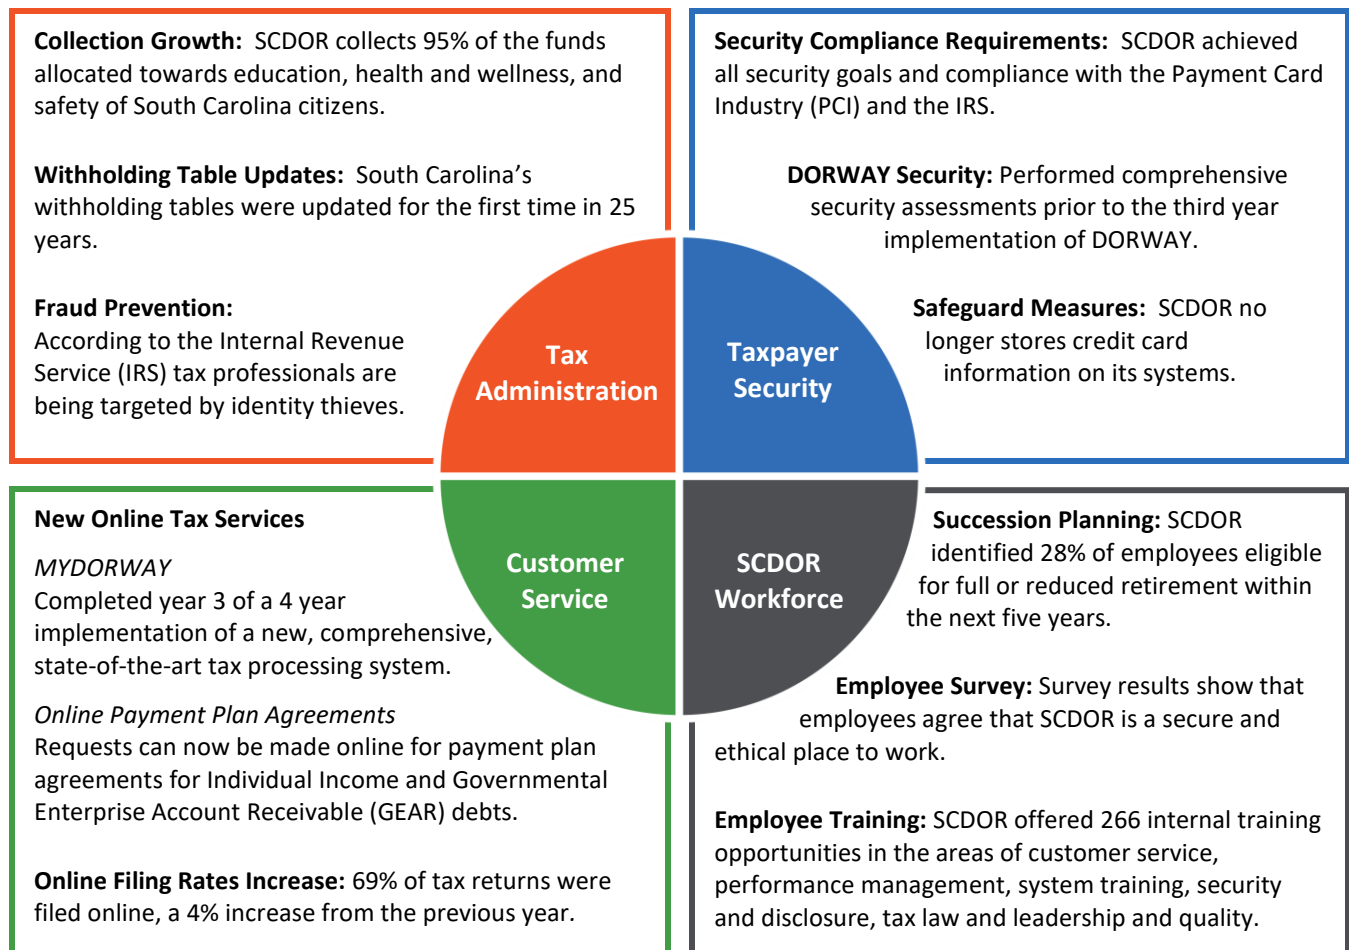 Collection Growth: SCDOR collects 95% of the funds
allocated towards education, health and wellness, and
safety of South Carolina citizens.
Withholding Table Updates: South Carolina’s
withholding tables were updated for the first time in 25
years.
Fraud Prevention:
According to the Internal Revenue
Service (IRS) tax professionals are
being targeted by identity thieves.
Tax
Administration
Security Compliance Requirements: SCDOR achieved
all security goals and compliance with the Payment Card
Industry (PCI) and the IRS.
DORWAY Security: Performed comprehensive
security assessments prior to the third year
implementation of DORWAY.
Safeguard Measures: SCDOR no
longer stores credit card
information on its systems.
Taxpayer
Security
New Online Tax Services
MYDORWAY
Completed year 3 of a 4 year
implementation of a new, comprehensive,
state-of-the-art tax processing system.
Online Payment Plan Agreements
Requests can now be made online for payment plan
agreements for Individual Income and Governmental
Enterprise Account Receivable (GEAR) debts.
Online Filing Rates Increase: 69% of tax returns were
filed online, a 4% increase from the previous year.
Customer
Service
SCDOR
Workforce
Succession Planning: SCDOR
identified 28% of employees eligible
for full or reduced retirement within
the next five years.
Employee Survey: Survey results show that
employees agree that SCDOR is a secure and
ethical place to work.
Employee Training: SCDOR offered 266 internal training
opportunities in the areas of customer service,
performance management, system training, security
and disclosure, tax law and leadership and quality.